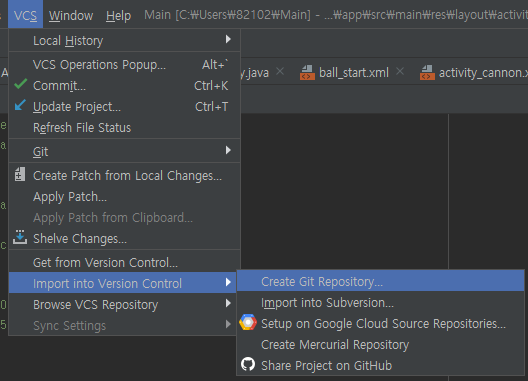 VCS Window Help Main [C:₩Users₩82102₩Main] - ...₩app₩src₩main₩res₩layout₩activi
Local History
VCS Operations Popup... Alt+`
y.java ball_start.xml activity_cannon.x
Commit... Ctrl+K
Update Project... Ctrl+T
Refresh File Status
Git
Create Patch from Local Changes...
Apply Patch...
Apply Patch from Clipboard...
Shelve Changes...
Get from Version Control...
Import into Version Control
Create Git Repository...
Browse VCS Repository
Import into Subversion...
Sync Settings
Setup on Google Cloud Source Repositories...
Create Mercurial Repository
Share Project on GitHub